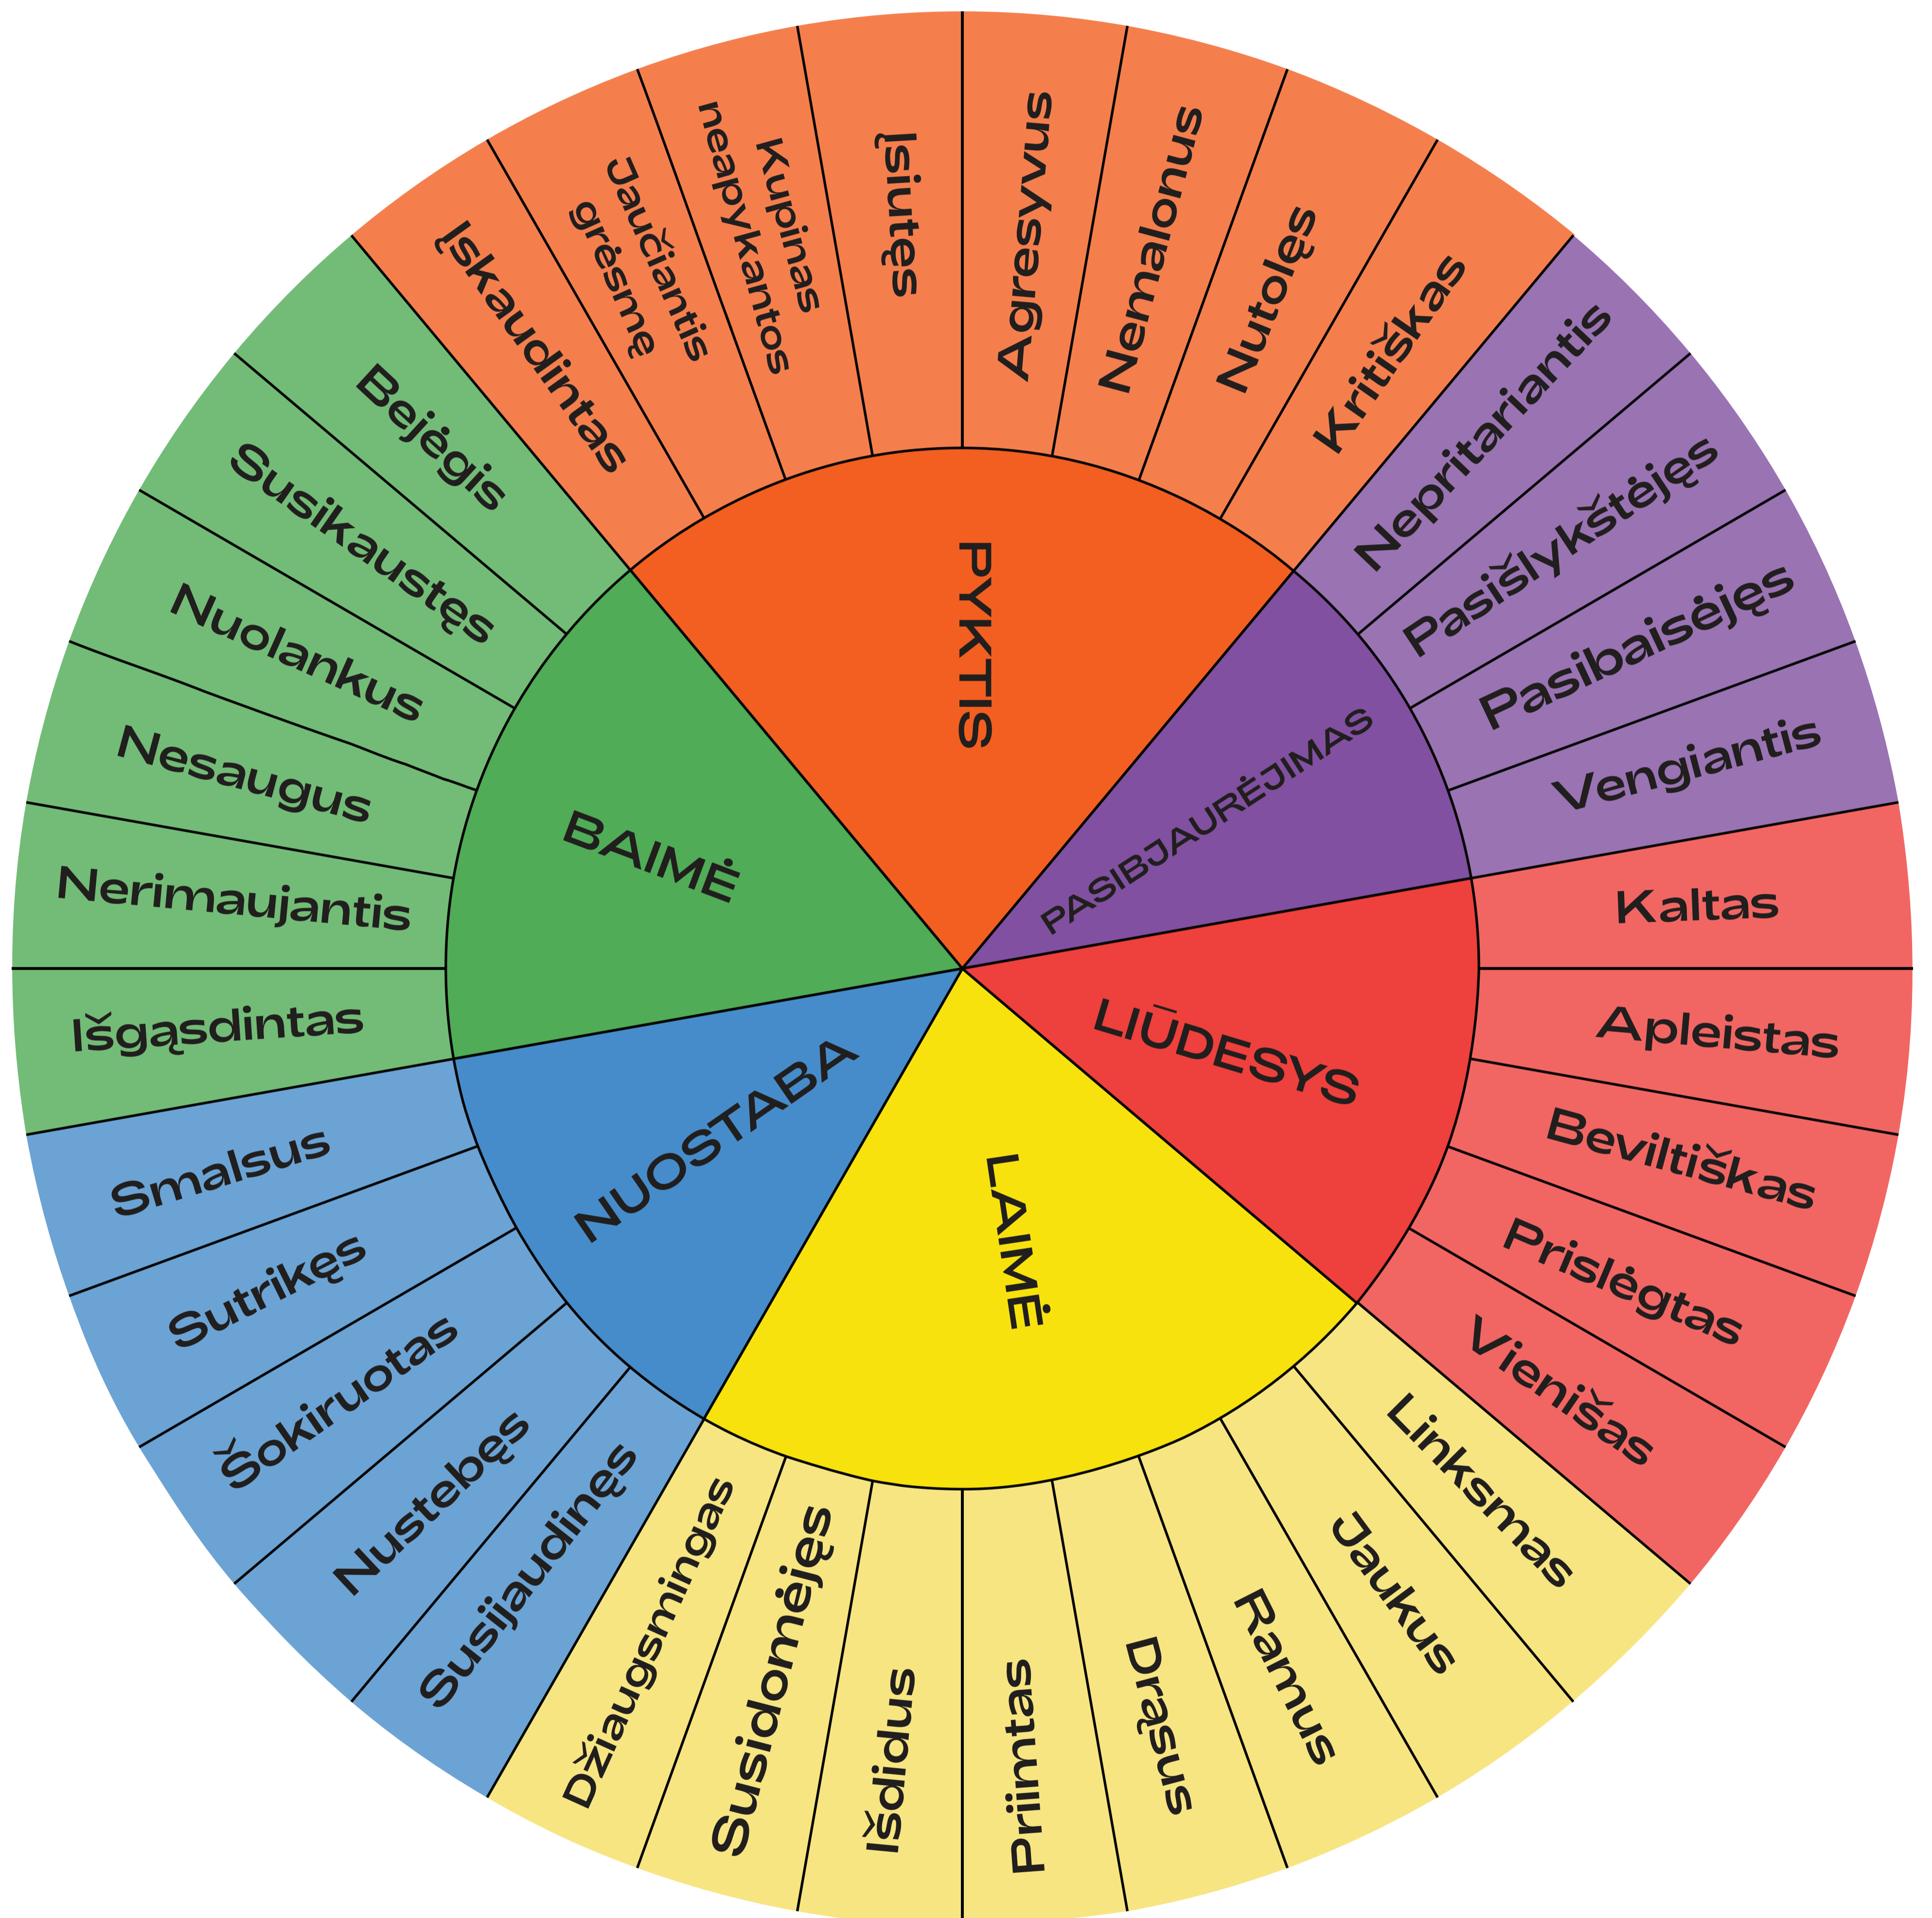 PYKTIS
Įskaudintas
Jaučiantis
grėsmę
Kupinas
neapykantos
Įsiutęs
Agresyvus
Nemalonus
Nutolęs
Kritiškas
PASIBJAURĖJIMAS
Nepritariantis
Pasišlykštėjęs
Pasibaisėjęs
Vengiantis
LIŪDESYS
Kaltas
Apleistas
Beviltiškas
Prislėgtas
Vienišas
LAIMĖ
Linksmas
Jaukus
Ramus
Drąsus
Priimtas
Išdidus
Susidomėjęs
Džiaugsmingas
NUOSTABA
Susijaudinęs
Nustebęs
Šokiruotas
Sutrikęs
Smalsus
BAIMĖ
Išgąsdintas
Nerimaujantis
Nesaugus
Nuolankus
Susikaustęs
Bejėgis